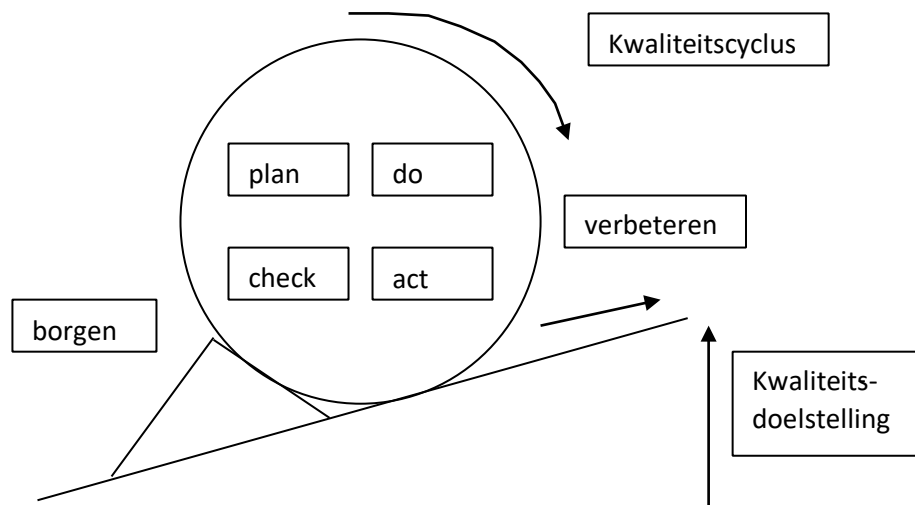 Kwaliteitscyclus
plan
do
verbeteren
check
act
borgen
Kwaliteits-
doelstelling